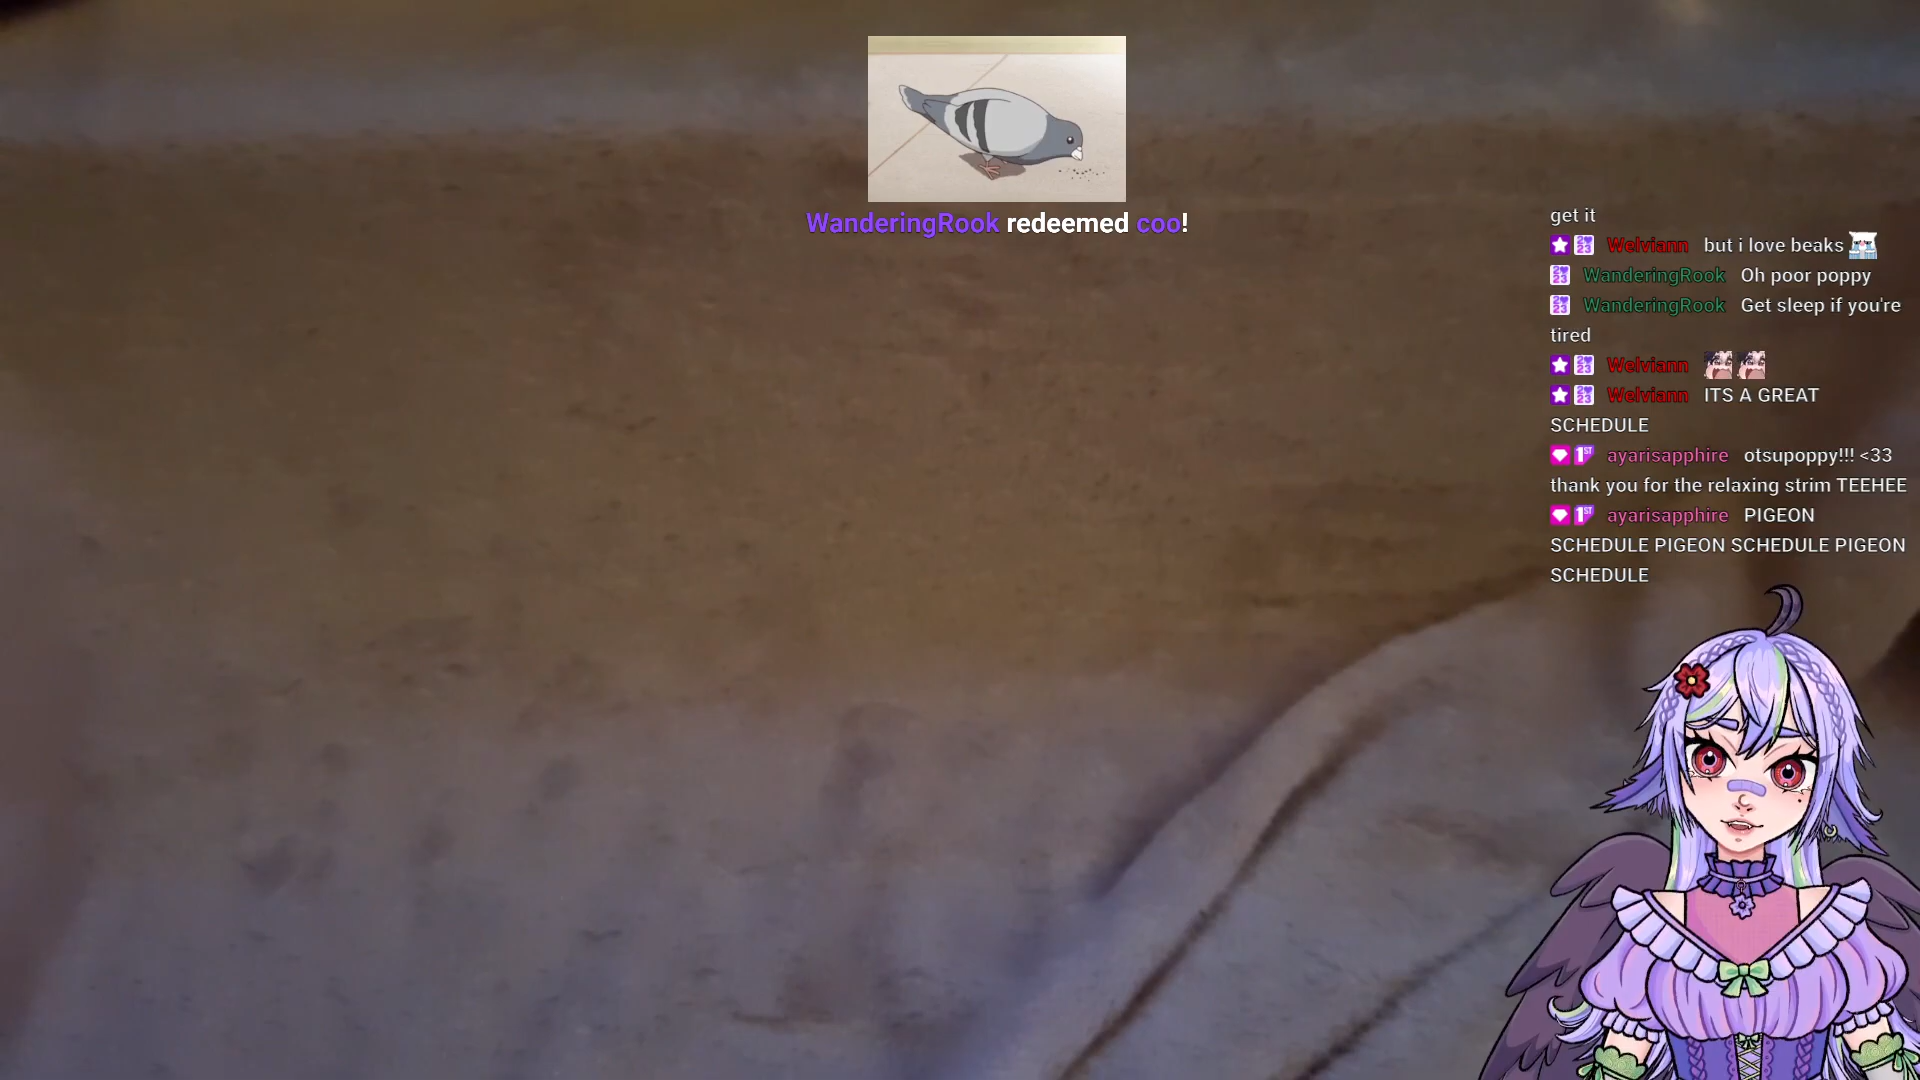 WanderingRook redeemed coo!
get it
Welviann but i love beaks
WanderingRook Oh poor poppy
WanderingRook Get sleep if you're
tired
Welviann
Welviann ITS A GREAT
SCHEDULE
1ST ayarisapphire otsupoppy!!! <33
thank you for the relaxing strim TEEHEE
1ST ayarisapphire PIGEON
SCHEDULE PIGEON SCHEDULE PIGEON
SCHEDULE